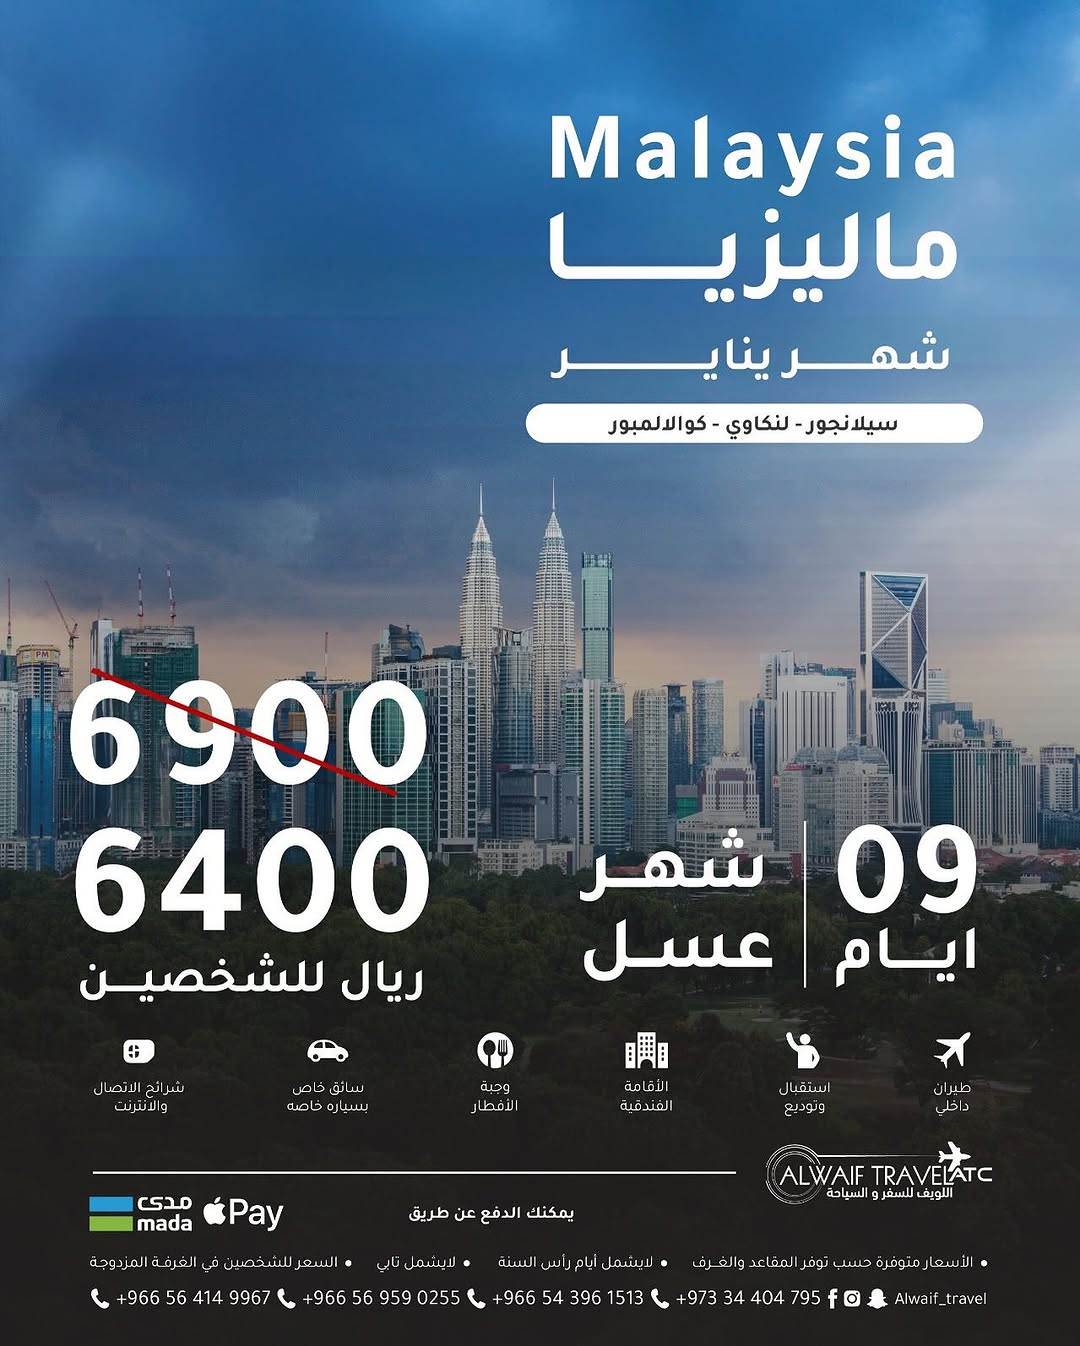 Malaysia
ماليزيا
شهر يناير
سيلانجور - لنكاوي - كوالالمبور
PM
6900
6400
ريال للشخصين
09
ايام
شهر
عسل
طيران
داخلي
استقبال
وتوديع
الأقامة
الفندقية
وجبة
الأفطار
سائق خاص
بسياره خاصه
شرائح الاتصال
والانترنت
ALWAIF TRAVEL ATC
اللويف للسفر و السياحة
يمكنك الدفع عن طريق
Pay
مدى
mada
• الأسعار متوفرة حسب توفر المقاعد والغرف • لايشمل أيام رأس السنة • لايشمل تابي • السعر للشخصين في الغرفة المزدوجة
+966 56 414 9967 +966 56 959 0255 +966 54 396 1513 +973 34 404 795 Alwaif_travel